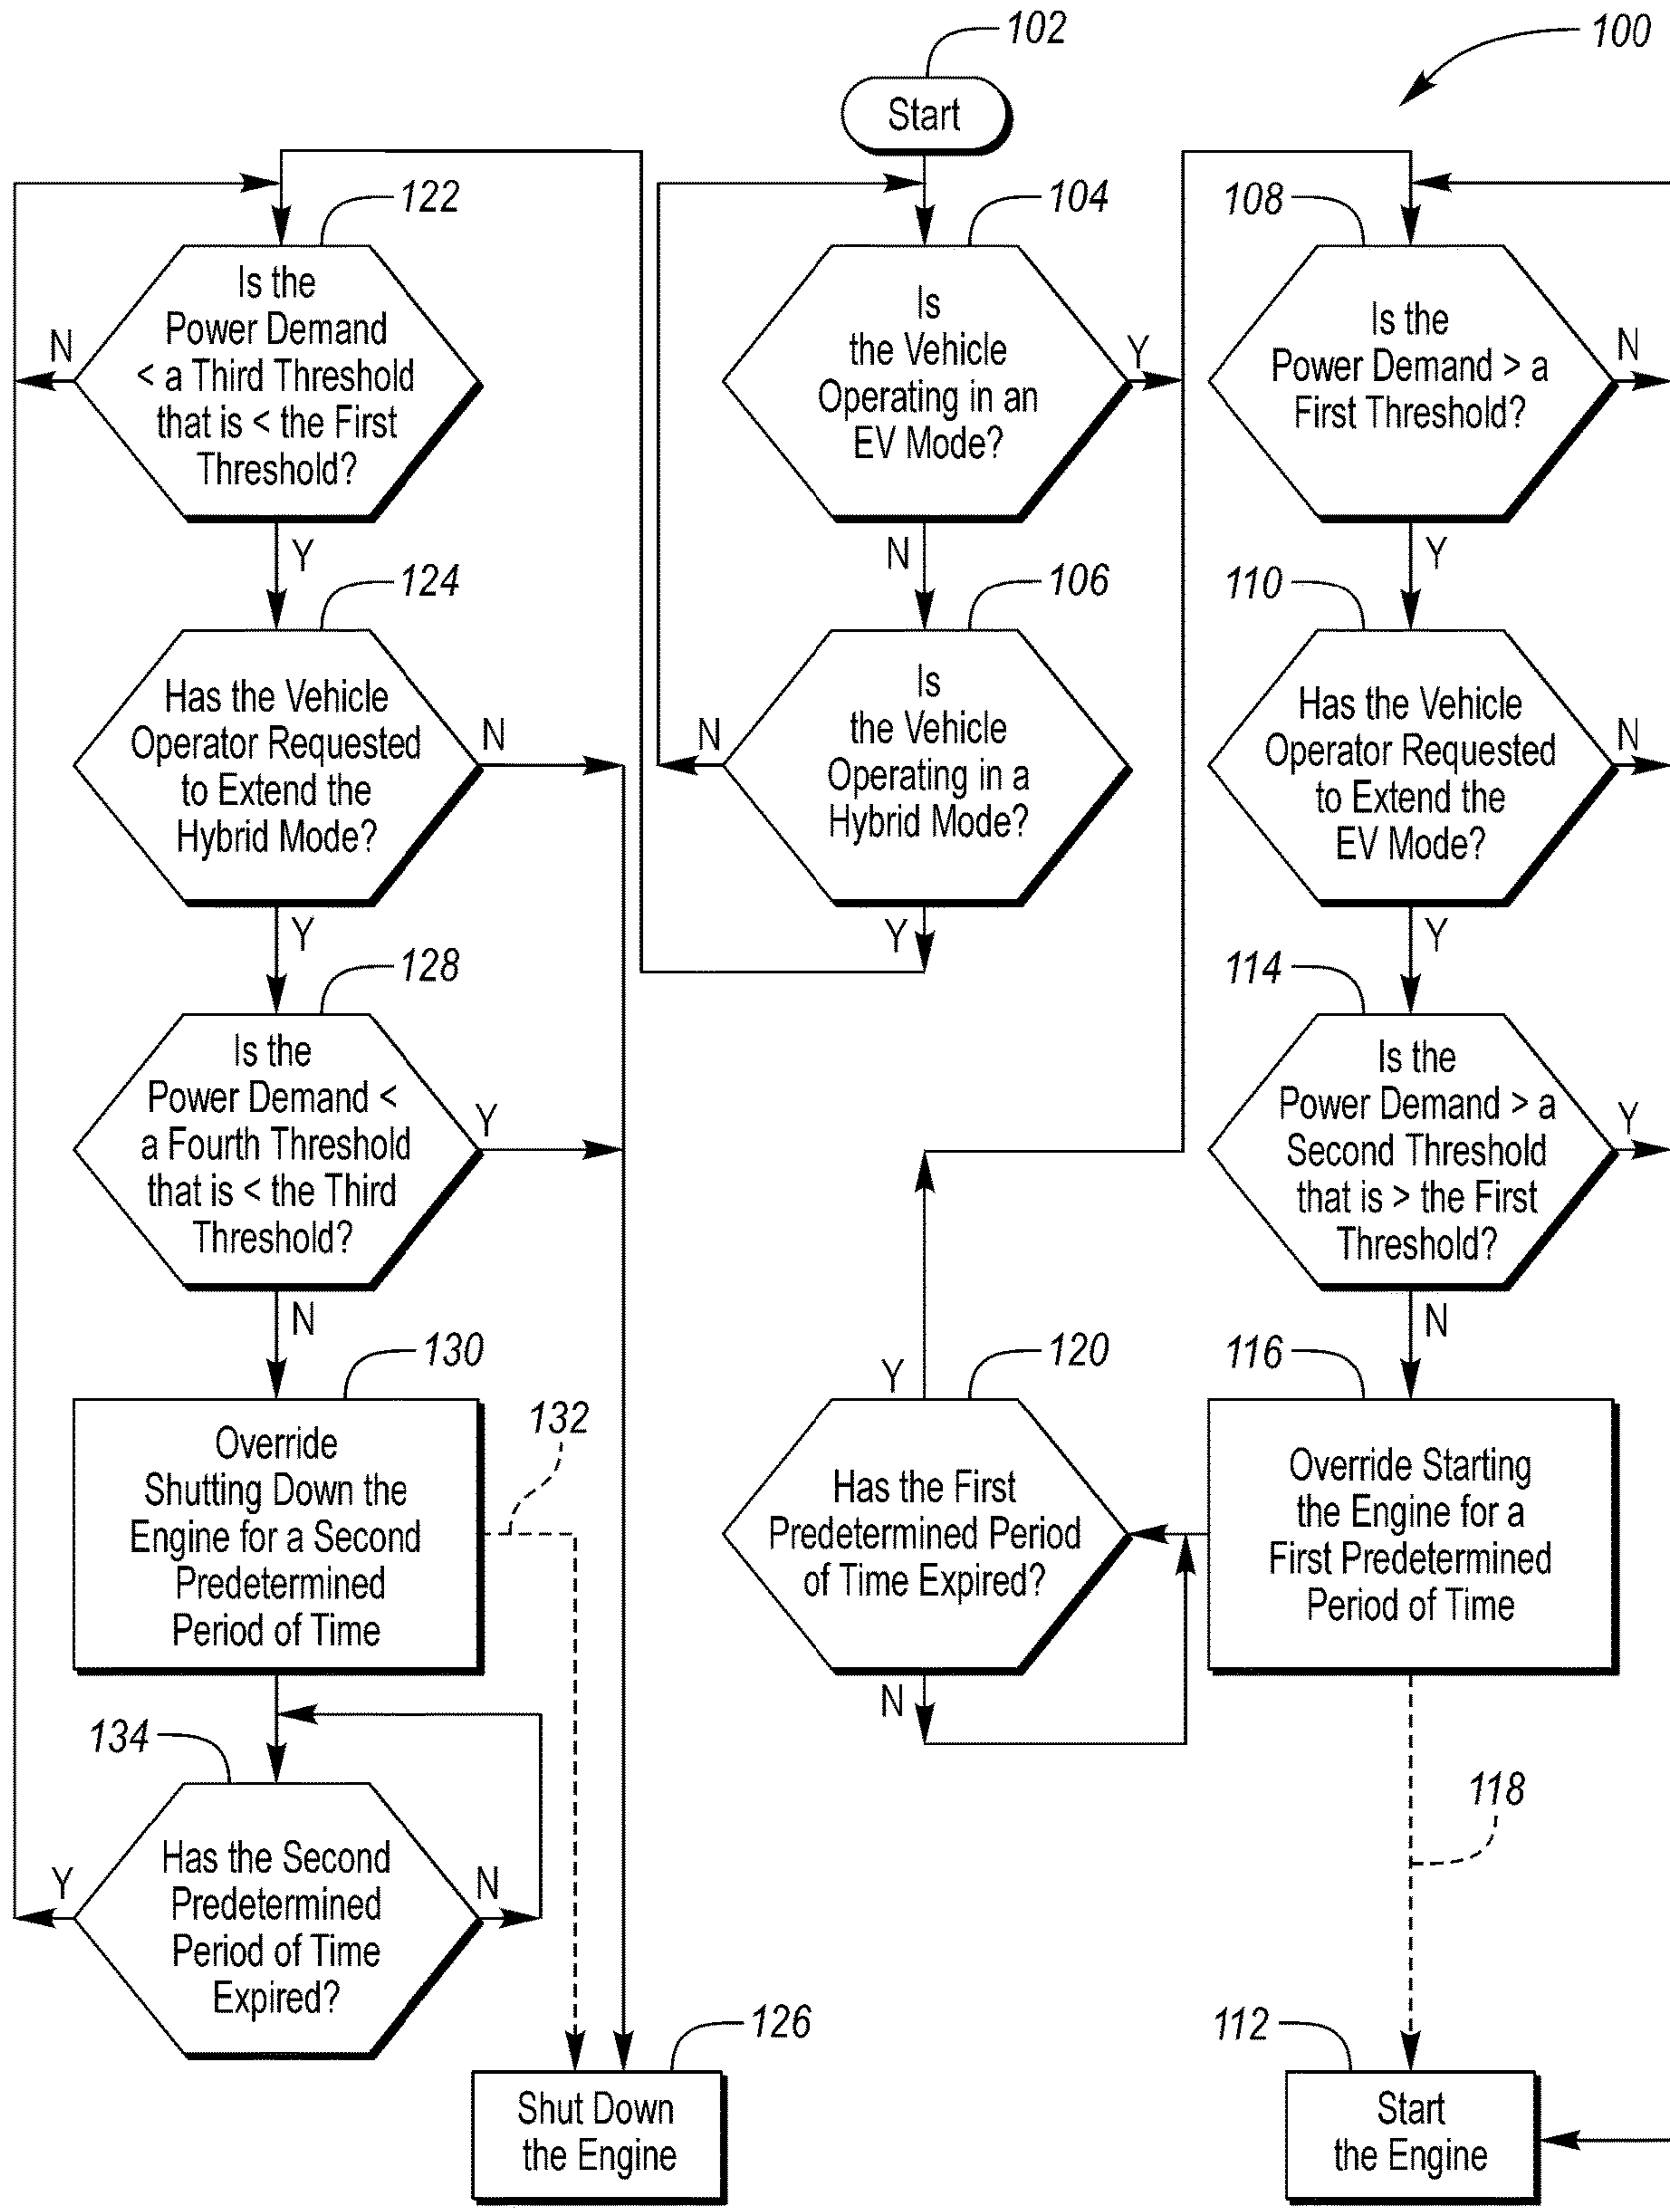 102
100
Start
122
Is the
Power Demand
< a Third Threshold
that is < the First
Threshold?
N
Y
104
Is
the Vehicle
Operating in an
EV Mode?
Y
N
108
Is the
Power Demand > a
First Threshold?
N
Y
124
Has the Vehicle
Operator Requested
to Extend the
Hybrid Mode?
N
Y
106
Is
the Vehicle
Operating in a
Hybrid Mode?
N
Y
110
Has the Vehicle
Operator Requested
to Extend the
EV Mode?
N
Y
128
Is the
Power Demand <
a Fourth Threshold
that is < the Third
Threshold?
Y
N
114
Is the
Power Demand > a
Second Threshold
that is > the First
Threshold?
Y
N
130
Override
Shutting Down the
Engine for a Second
Predetermined
Period of Time
132
120
Y
Has the First
Predetermined Period
of Time Expired?
N
116
Override Starting
the Engine for a
First Predetermined
Period of Time
118
134
Has the Second
Predetermined
Period of Time
Expired?
Y
N
126
Shut Down
the Engine
112
Start
the Engine